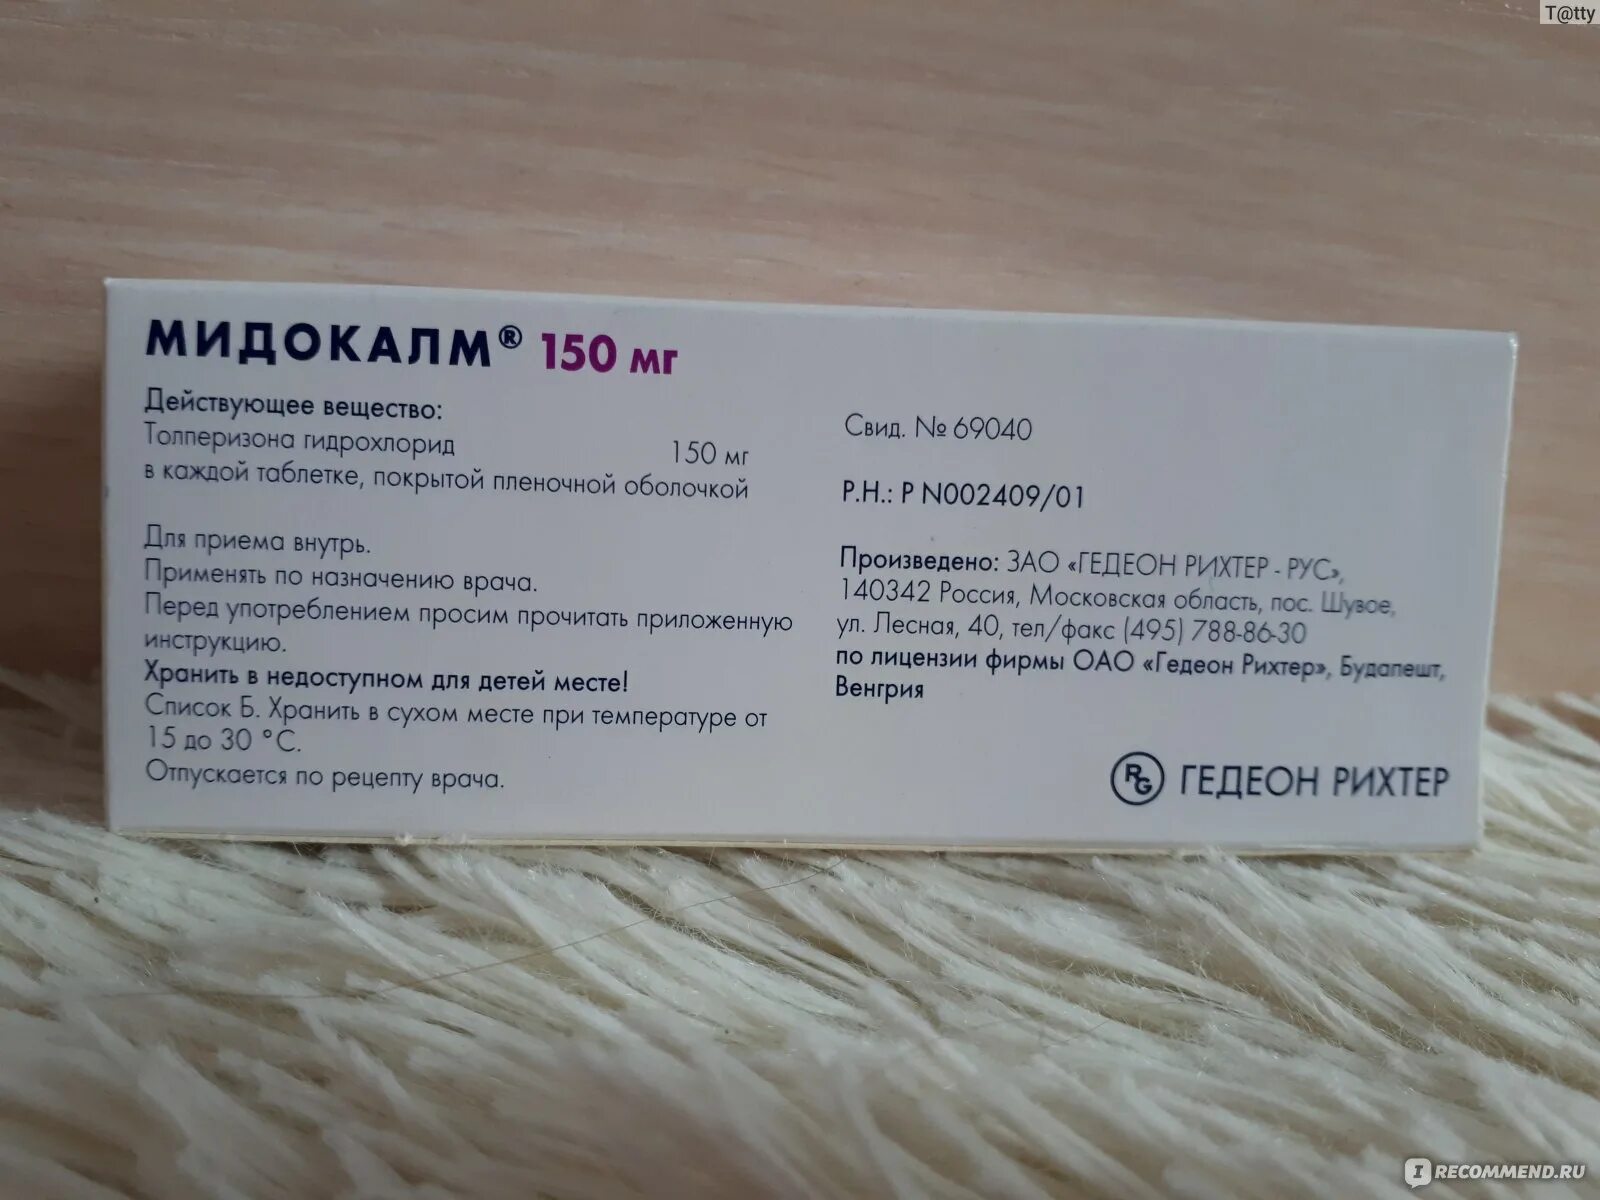 T@tty
МИДОКАЛМ® 150 мг
Действующее вещество:
Толперизона гидрохлорид 150 мг
в каждой таблетке, покрытой пленочной оболочкой
Для приема внутрь.
Применять по назначению врача.
Перед употреблением просим прочитать приложенную
инструкцию.
Хранить в недоступном для детей месте!
Список Б. Хранить в сухом месте при температуре от
15 до 30 °С.
Отпускается по рецепту врача.
Свид. № 69040
Р.Н.: Р N002409/01
Произведено: ЗАО «ГЕДЕОН РИХТЕР - РУС»,
140342 Россия, Московская область, пос. Шувое,
ул. Лесная, 40, тел/факс (495) 788-86-30
по лицензии фирмы ОАО «Гедеон Рихтер», Будапешт,
Венгрия
RG ГЕДЕОН РИХТЕР
I RECOMMEND.RU